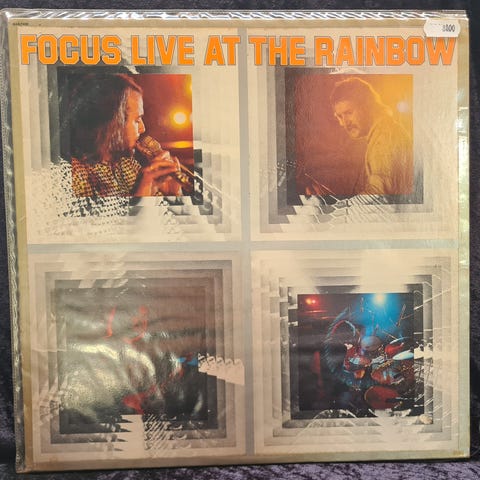 FOCUS LIVE AT THE RAINBOW